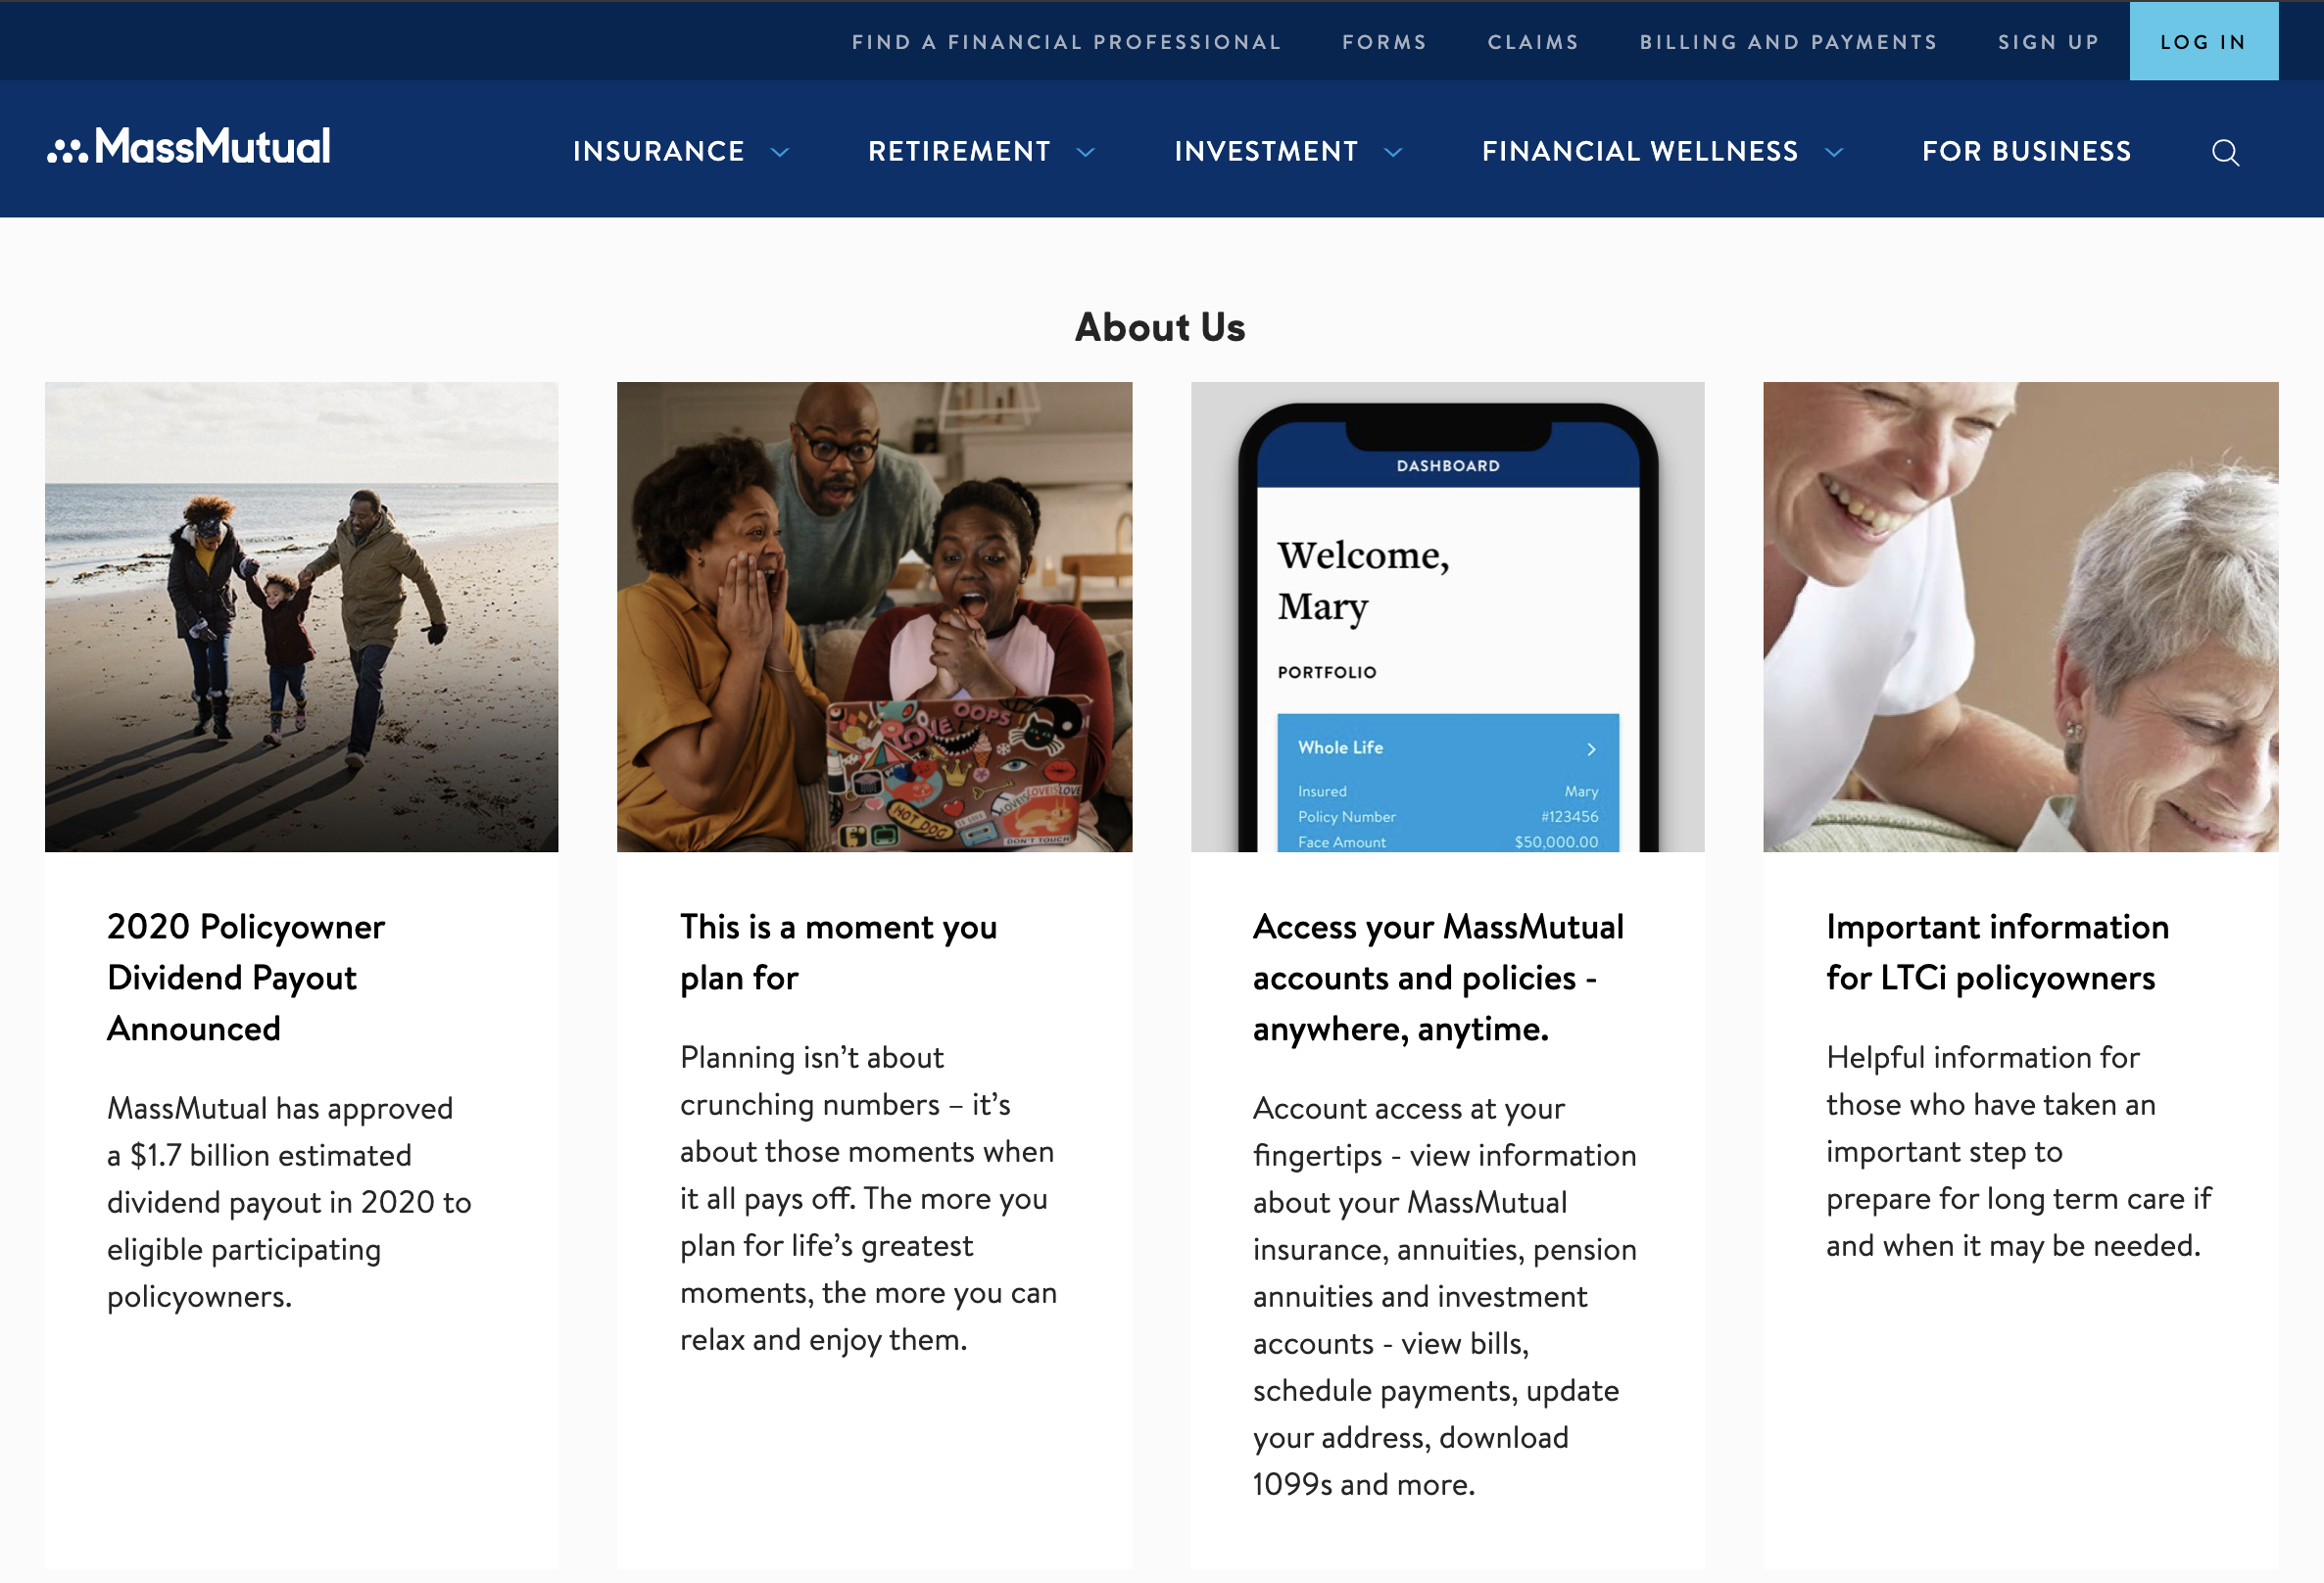 FIND A FINANCIAL PROFESSIONAL FORMS CLAIMS BILLING AND PAYMENTS SIGN UP LOG IN
MassMutual INSURANCE RETIREMENT INVESTMENT FINANCIAL WELLNESS FOR BUSINESS
About Us
LOVE OOPS
HOT DOG
LOVEISLOVEISLOVE
DON'T TOUCH
DASHBOARD
Welcome,
Mary
PORTFOLIO
Whole Life
Insured Mary
Policy Number #123456
Face Amount $50,000.00
2020 Policyowner
Dividend Payout
Announced
MassMutual has approved
a $1.7 billion estimated
dividend payout in 2020 to
eligible participating
policyowners.
This is a moment you
plan for
Planning isn’t about
crunching numbers – it’s
about those moments when
it all pays off. The more you
plan for life’s greatest
moments, the more you can
relax and enjoy them.
Access your MassMutual
accounts and policies -
anywhere, anytime.
Account access at your
fingertips - view information
about your MassMutual
insurance, annuities, pension
annuities and investment
accounts - view bills,
schedule payments, update
your address, download
1099s and more.
Important information
for LTCi policyowners
Helpful information for
those who have taken an
important step to
prepare for long term care if
and when it may be needed.